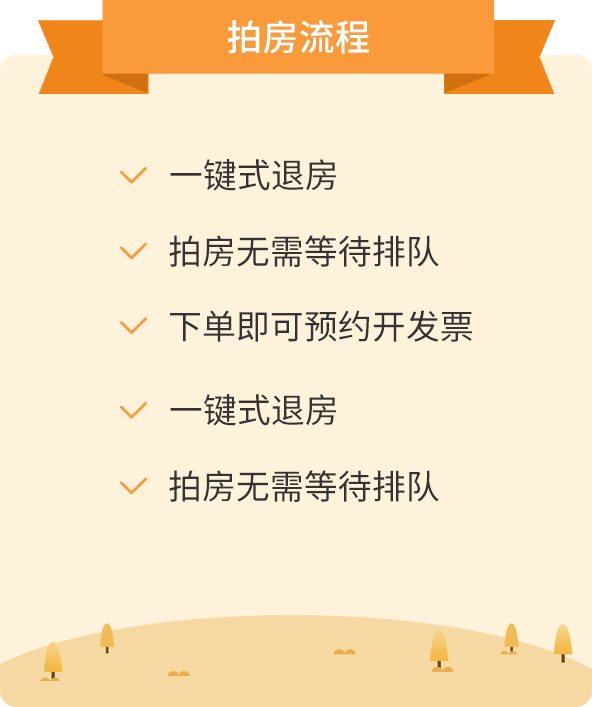 拍房流程
一键式退房
拍房无需等待排队
下单即可预约开发票
一键式退房
拍房无需等待排队